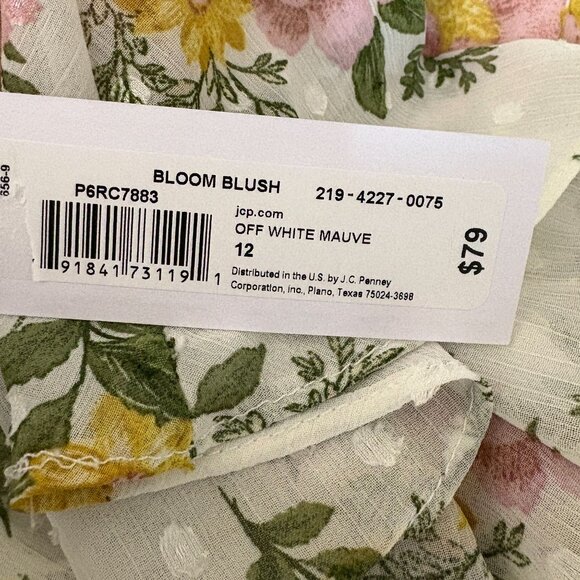 656-9
BLOOM BLUSH
P6RC7883
219-4227-0075
jcp.com
OFF WHITE MAUVE
12
$79
91841 73119 1
Distributed in the U.S. by J.C. Penney
Corporation, Inc., Plano, Texas 75024-3698